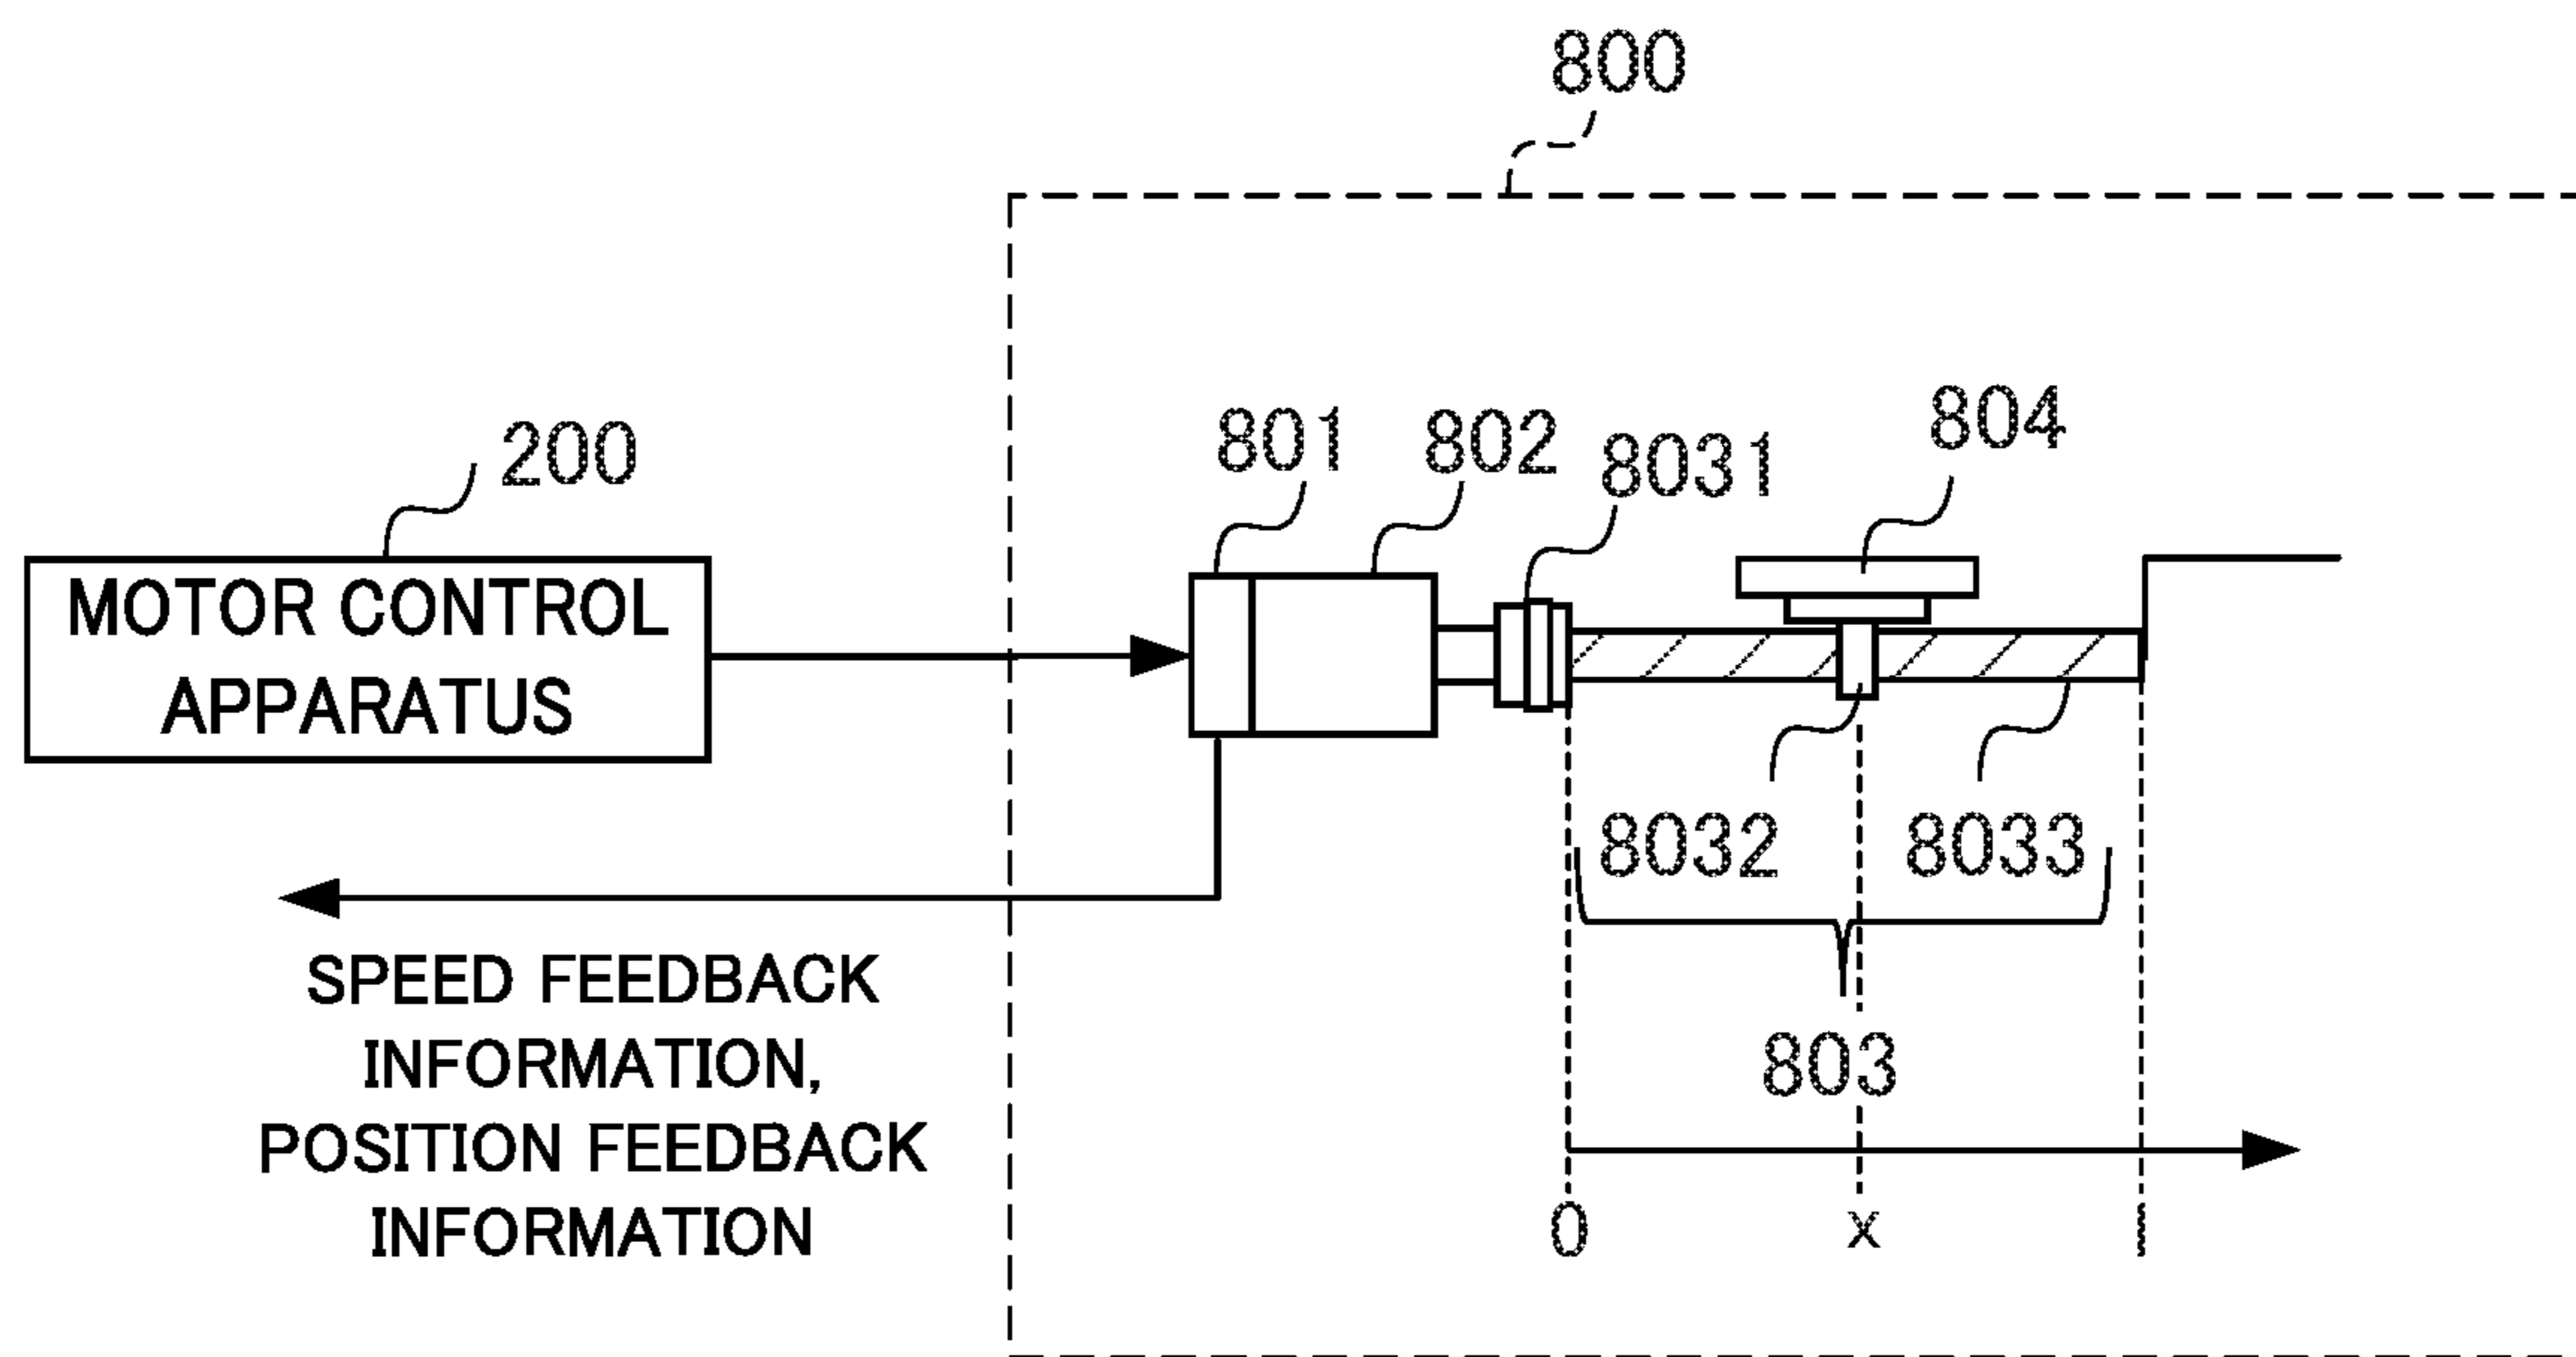 800
200
801
802
8031
804
MOTOR CONTROL
APPARATUS
8032
8033
SPEED FEEDBACK
INFORMATION,
POSITION FEEDBACK
INFORMATION
803
0
x
l